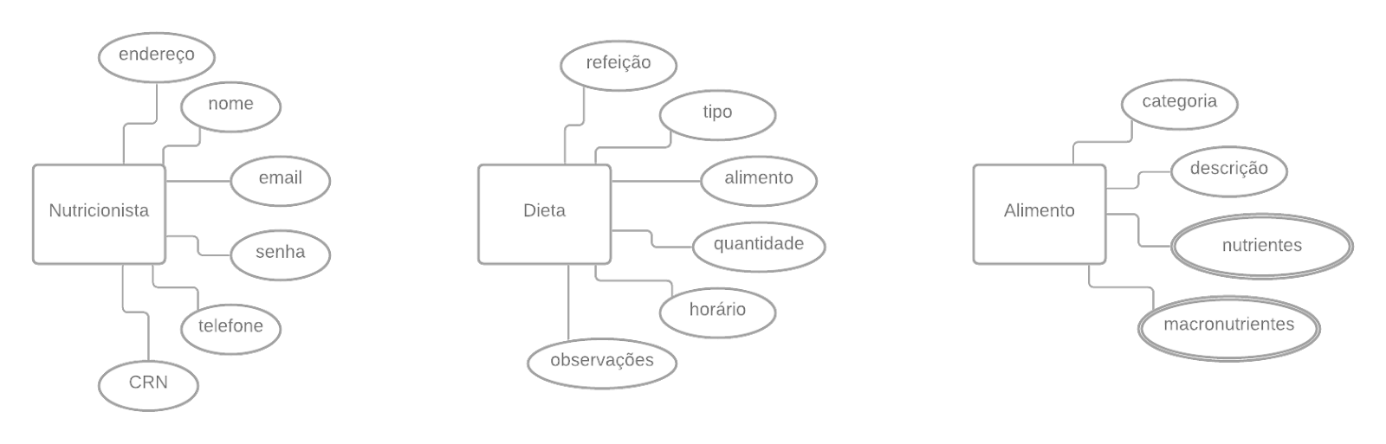 endereço
nome
email
Nutricionista
senha
telefone
CRN
refeição
tipo
alimento
Dieta
quantidade
horário
observações
categoria
descrição
Alimento
nutrientes
macronutrientes